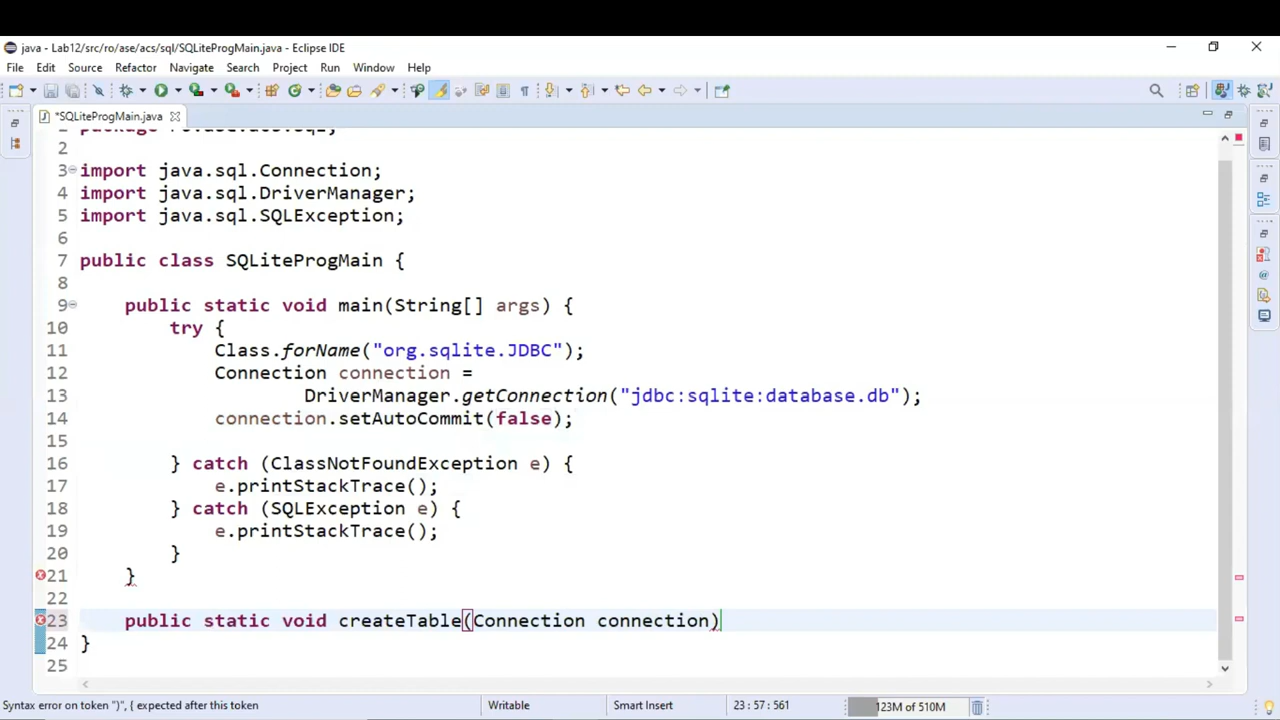 java - Lab12/src/ro/ase/acs/sql/SQLiteProgMain.java - Eclipse IDE
File Edit Source Refactor Navigate Search Project Run Window Help
*SQLiteProgMain.java
2
3 import java.sql.Connection;
4 import java.sql.DriverManager;
5 import java.sql.SQLException;
6
7 public class SQLiteProgMain {
8
9 public static void main(String[] args) {
10 try {
11 Class.forName("org.sqlite.JDBC");
12 Connection connection =
13 DriverManager.getConnection("jdbc:sqlite:database.db");
14 connection.setAutoCommit(false);
15
16 } catch (ClassNotFoundException e) {
17 e.printStackTrace();
18 } catch (SQLException e) {
19 e.printStackTrace();
20 }
21 }
22
23 public static void createTable(Connection connection)
24 }
25
Syntax error on token ")", { expected after this token Writable Smart Insert 23 : 57 : 561 123M of 510M